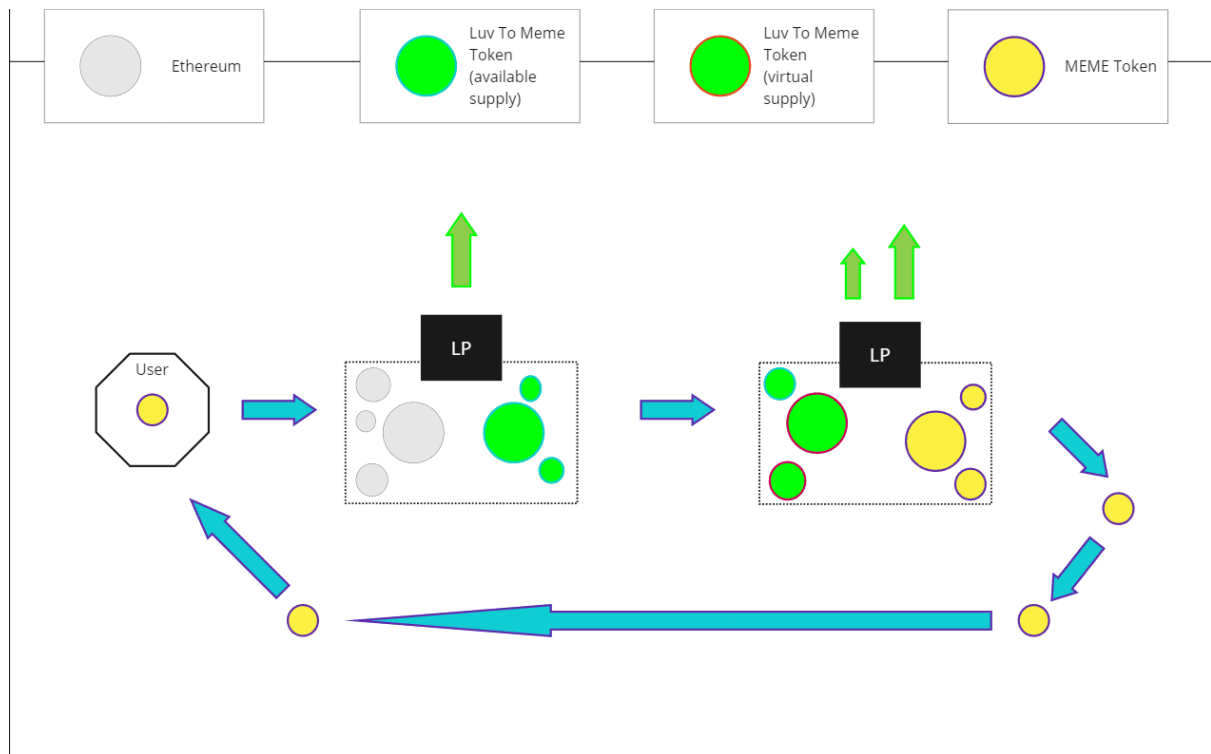 Ethereum
Luv To Meme
Token
(available
supply)
Luv To Meme
Token
(virtual
supply)
MEME Token
User
LP
LP